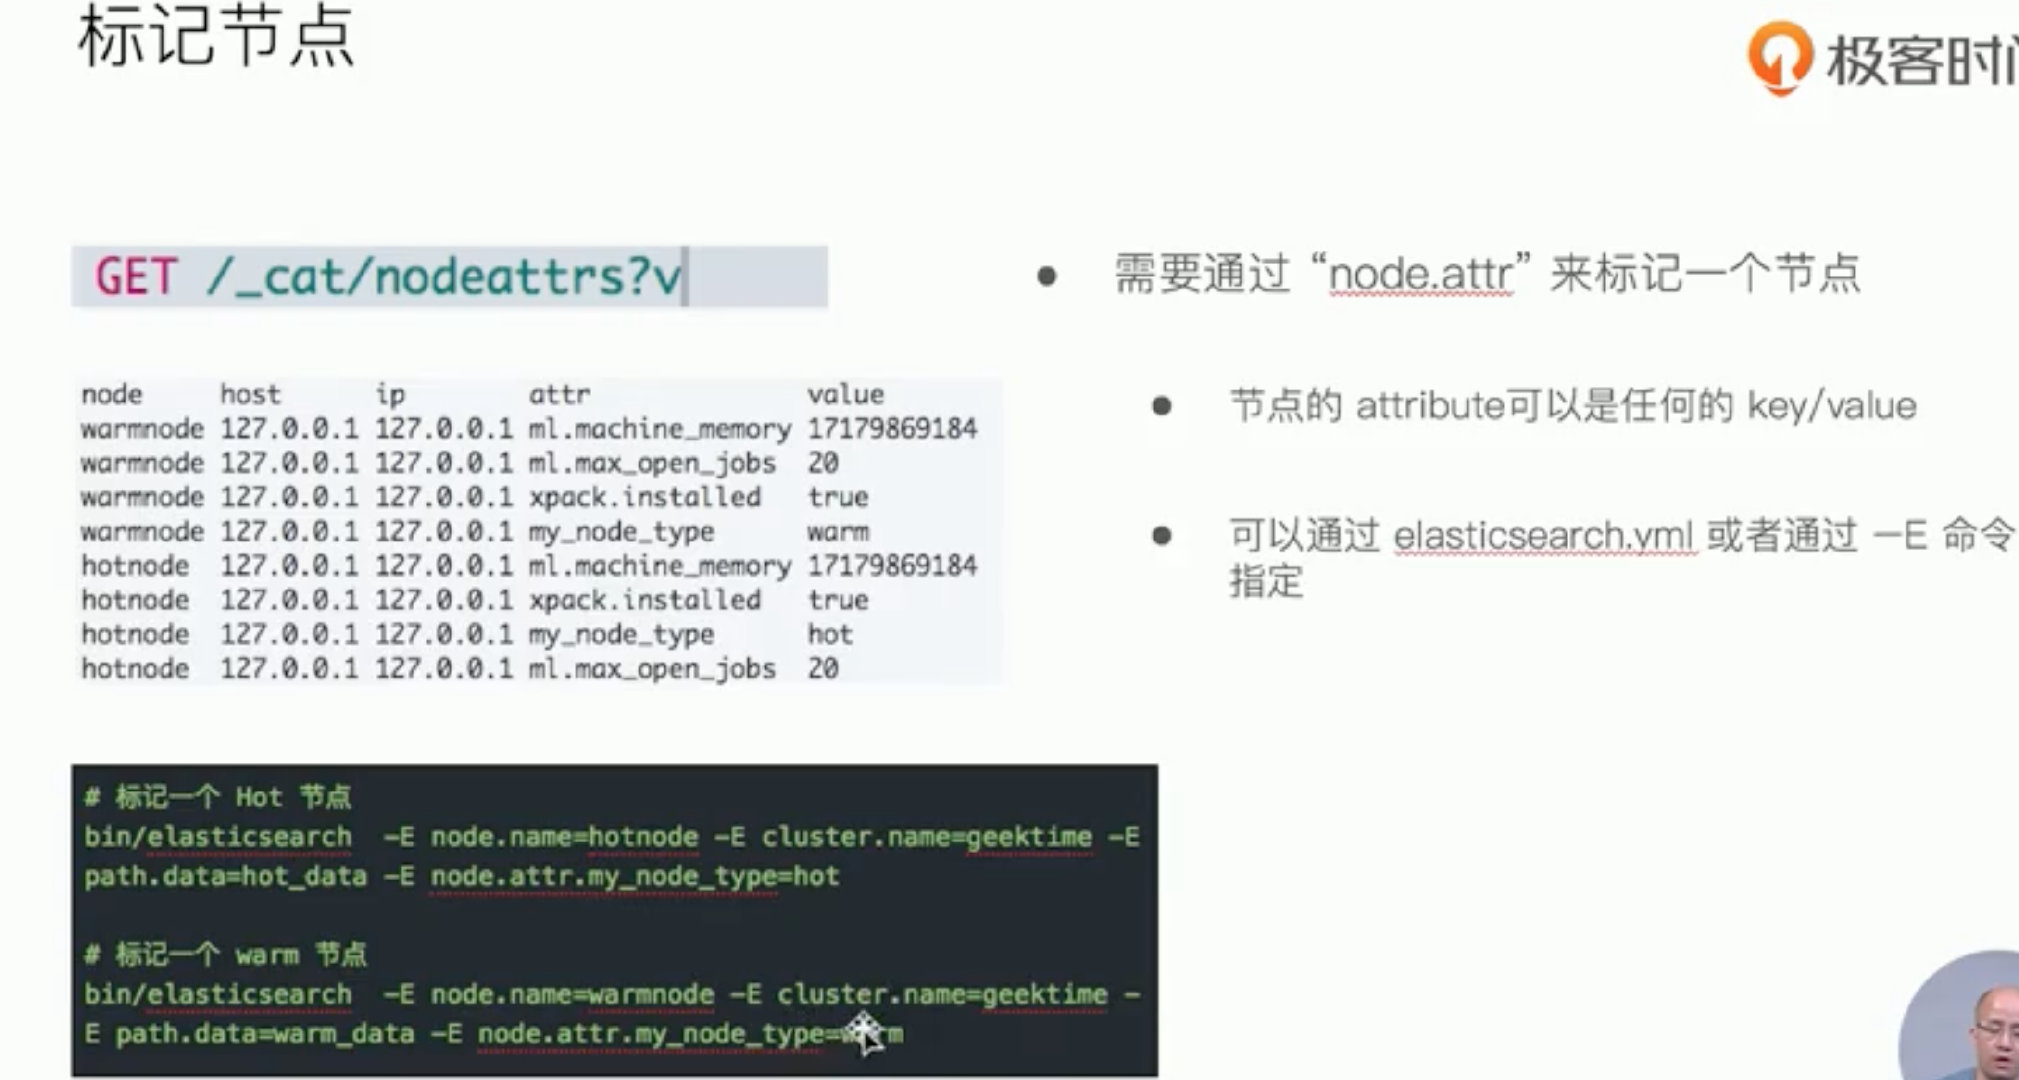 标记节点
极客时间
GET /_cat/nodeattrs?v
node host ip attr value
warmnode 127.0.0.1 127.0.0.1 ml.machine_memory 17179869184
warmnode 127.0.0.1 127.0.0.1 ml.max_open_jobs 20
warmnode 127.0.0.1 127.0.0.1 xpack.installed true
warmnode 127.0.0.1 127.0.0.1 my_node_type warm
hotnode 127.0.0.1 127.0.0.1 ml.machine_memory 17179869184
hotnode 127.0.0.1 127.0.0.1 xpack.installed true
hotnode 127.0.0.1 127.0.0.1 my_node_type hot
hotnode 127.0.0.1 127.0.0.1 ml.max_open_jobs 20
● 需要通过 “node.attr” 来标记一个节点
● 节点的 attribute可以是任何的 key/value
● 可以通过 elasticsearch.yml 或者通过 –E 命令
指定
# 标记一个 Hot 节点
bin/elasticsearch -E node.name=hotnode -E cluster.name=geektime -E
path.data=hot_data -E node.attr.my_node_type=hot
# 标记一个 warm 节点
bin/elasticsearch -E node.name=warmnode -E cluster.name=geektime -
E path.data=warm_data -E node.attr.my_node_type=warm